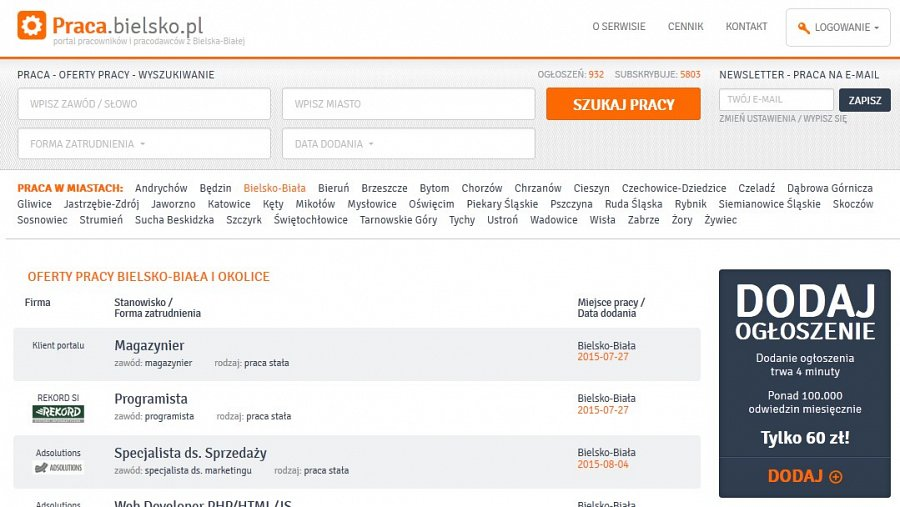 Praca.bielsko.pl
portal pracowników i pracodawców z Bielska-Białej
O SERWISIE CENNIK KONTAKT LOGOWANIE
PRACA - OFERTY PRACY - WYSZUKIWANIE
OGŁOSZEŃ: 932 SUBSKRYBUJE: 5803
NEWSLETTER - PRACA NA E-MAIL
WPISZ ZAWÓD / SŁOWO
WPISZ MIASTO
SZUKAJ PRACY
TWÓJ E-MAIL
ZAPISZ
ZMIEŃ USTAWIENIA / WYPISZ SIĘ
FORMA ZATRUDNIENIA
DATA DODANIA
PRACA W MIASTACH: Andrychów Będzin Bielsko-Biała Bieruń Brzeszcze Bytom Chorzów Chrzanów Cieszyn Czechowice-Dziedzice Czeladź Dąbrowa Górnicza
Gliwice Jastrzębie-Zdrój Jaworzno Katowice Kęty Mikołów Mysłowice Oświęcim Piekary Śląskie Pszczyna Ruda Śląska Rybnik Siemianowice Śląskie Skoczów
Sosnowiec Strumień Sucha Beskidzka Szczyrk Świętochłowice Tarnowskie Góry Tychy Ustroń Wadowice Wisła Zabrze Żory Żywiec
OFERTY PRACY BIELSKO-BIAŁA I OKOLICE
Firma
Stanowisko /
Forma zatrudnienia
Miejsce pracy /
Data dodania
Klient portalu
Magazynier
zawód: magazynier rodzaj: praca stała
Bielsko-Biała
2015-07-27
REKORD SI
REKORD
Programista
zawód: programista rodzaj: praca stała
Bielsko-Biała
2015-07-27
Adsolutions
ADSOLUTIONS
Specjalista ds. Sprzedaży
zawód: specjalista ds. marketingu rodzaj: praca stała
Bielsko-Biała
2015-08-04
Adsolutions
Web Developer PHP/HTML/JS
Bielsko-Biała
DODAJ
OGŁOSZENIE
Dodanie ogłoszenia
trwa 4 minuty
Ponad 100.000
odwiedzin miesięcznie
Tylko 60 zł!
DODAJ